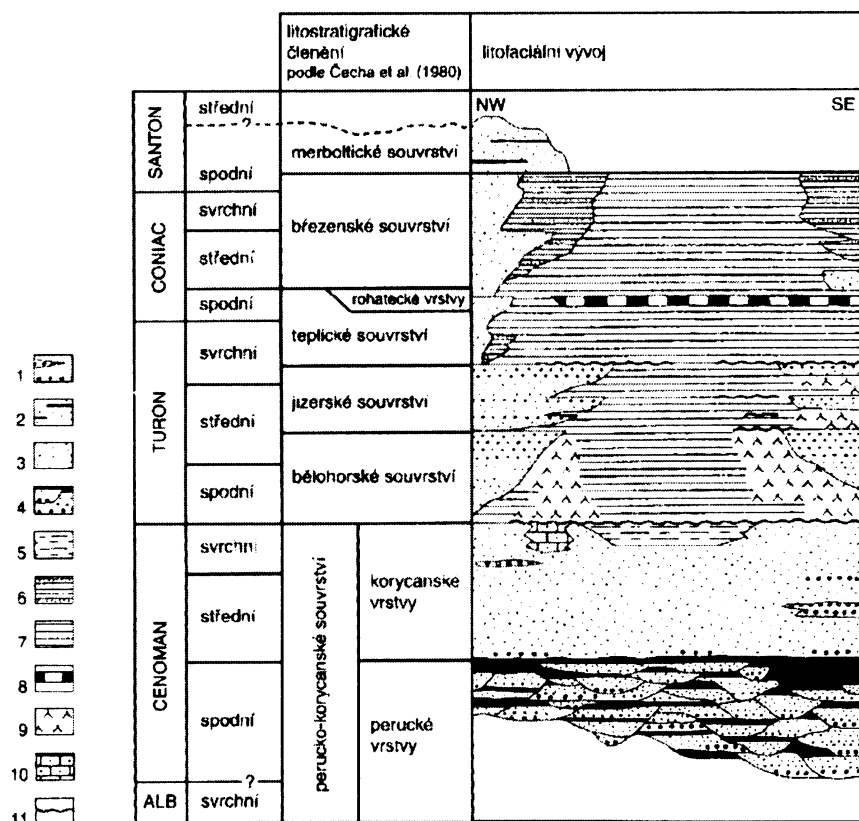 litostratigrafické
členění
podle Čecha et al. (1980)
litofaciální vývoj
NW
SE
SANTON
střední
?
spodní
merboltické souvrství
CONIAC
svrchní
střední
spodní
březenské souvrství
rohatecké vrstvy
TURON
svrchní
střední
spodní
teplické souvrství
jizerské souvrství
bělohorské souvrství
CENOMAN
svrchní
střední
spodní
?
perucko-korycanské souvrství
korycanske
vrstvy
perucké
vrstvy
ALB
svrchní
1
2
3
4
5
6
7
8
9
10
11